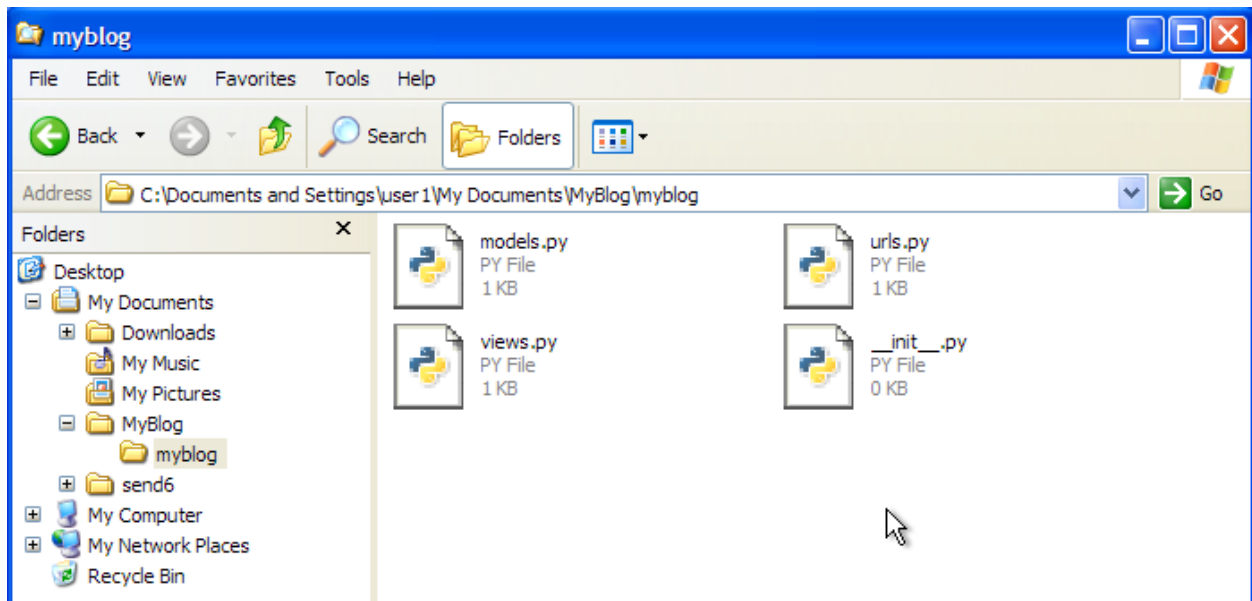 myblog
File Edit View Favorites Tools Help
Back Search Folders
Address C:\Documents and Settings\user1\My Documents\MyBlog\myblog Go
Folders
Desktop
My Documents
Downloads
My Music
My Pictures
MyBlog
myblog
send6
My Computer
My Network Places
Recycle Bin
models.py
PY File
1 KB
urls.py
PY File
1 KB
views.py
PY File
1 KB
__init__.py
PY File
0 KB